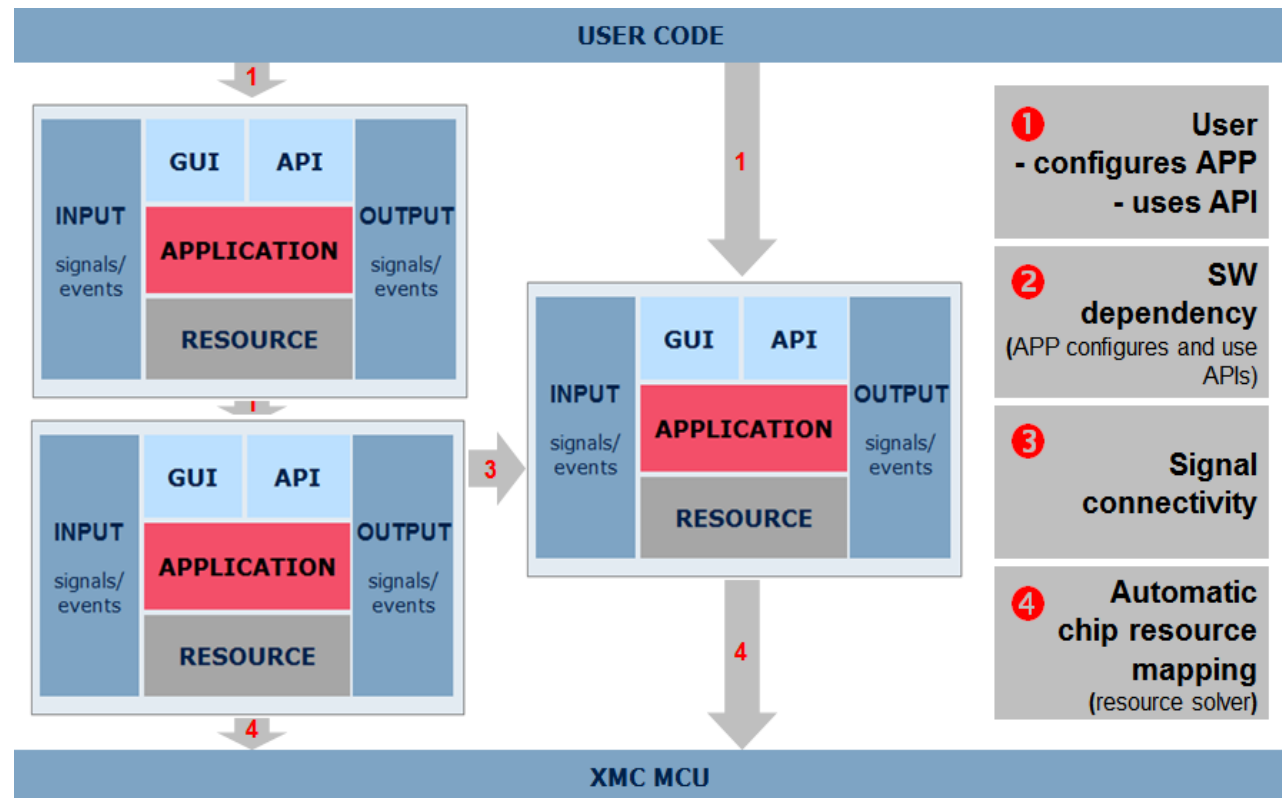 USER CODE
1
GUI API
INPUT
signals/
events
APPLICATION
OUTPUT
signals/
events
RESOURCE
GUI API
INPUT
signals/
events
APPLICATION
OUTPUT
signals/
events
RESOURCE
4
3
1
GUI API
INPUT
signals/
events
APPLICATION
OUTPUT
signals/
events
RESOURCE
4
1 User
- configures APP
- uses API
2 SW
dependency
(APP configures and use
APIs)
3 Signal
connectivity
4 Automatic
chip resource
mapping
(resource solver)
XMC MCU